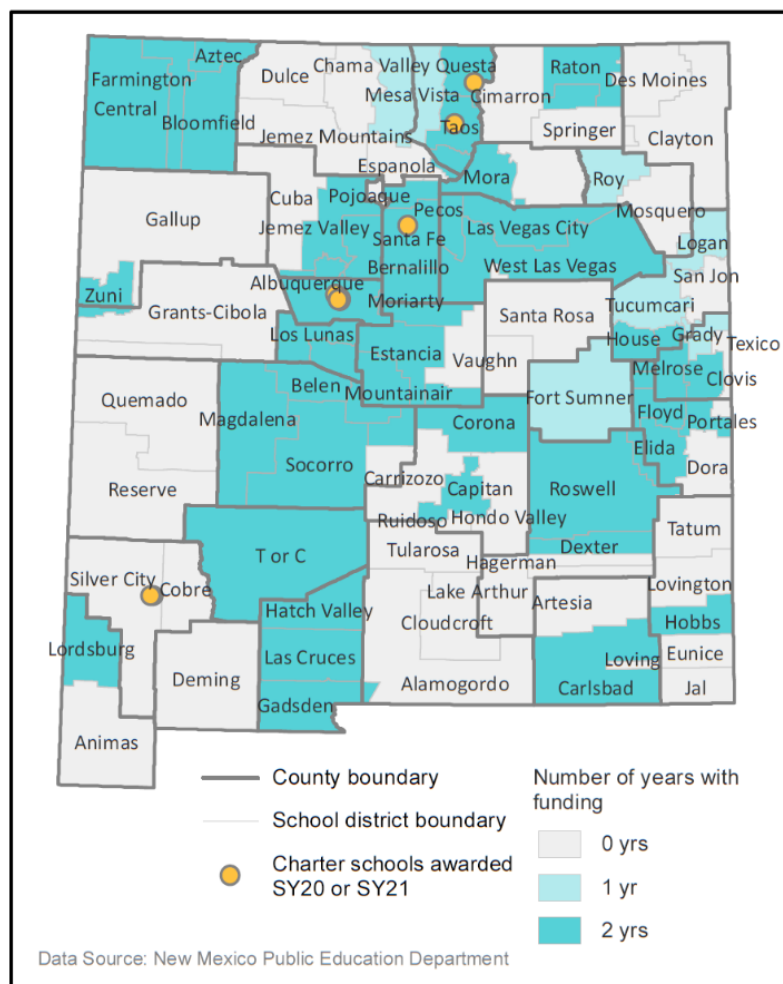 Aztec
Farmington
Central
Bloomfield
Dulce
Chama
Valley
Questa
Mesa
Vista
Cimarron
Raton
Des Moines
Taos
Springer
Clayton
Jemez Mountains
Espanola
Mora
Roy
Cuba
Pojoaque
Pecos
Mosquero
Gallup
Jemez Valley
Santa Fe
Las Vegas City
Logan
Bernalillo
West Las Vegas
San Jon
Zuni
Albuquerque
Grants-Cibola
Moriarty
Santa Rosa
Tucumcari
Los Lunas
Estancia
Vaughn
House
Grady
Texico
Belen
Mountainair
Melrose
Clovis
Quemado
Magdalena
Fort Sumner
Floyd
Portales
Corona
Socorro
Elida
Dora
Carrizozo
Capitan
Roswell
Reserve
Ruidoso
Hondo Valley
Tatum
T or C
Tularosa
Dexter
Hagerman
Silver City
Cobre
Lake Arthur
Artesia
Lovington
Hatch Valley
Cloudcroft
Hobbs
Lordsburg
Las Cruces
Loving
Eunice
Deming
Alamogordo
Carlsbad
Jal
Gadsden
Animas
County boundary
School district boundary
Charter schools awarded
SY20 or SY21
Number of years with
funding
0 yrs
1 yr
2 yrs
Data Source: New Mexico Public Education Department